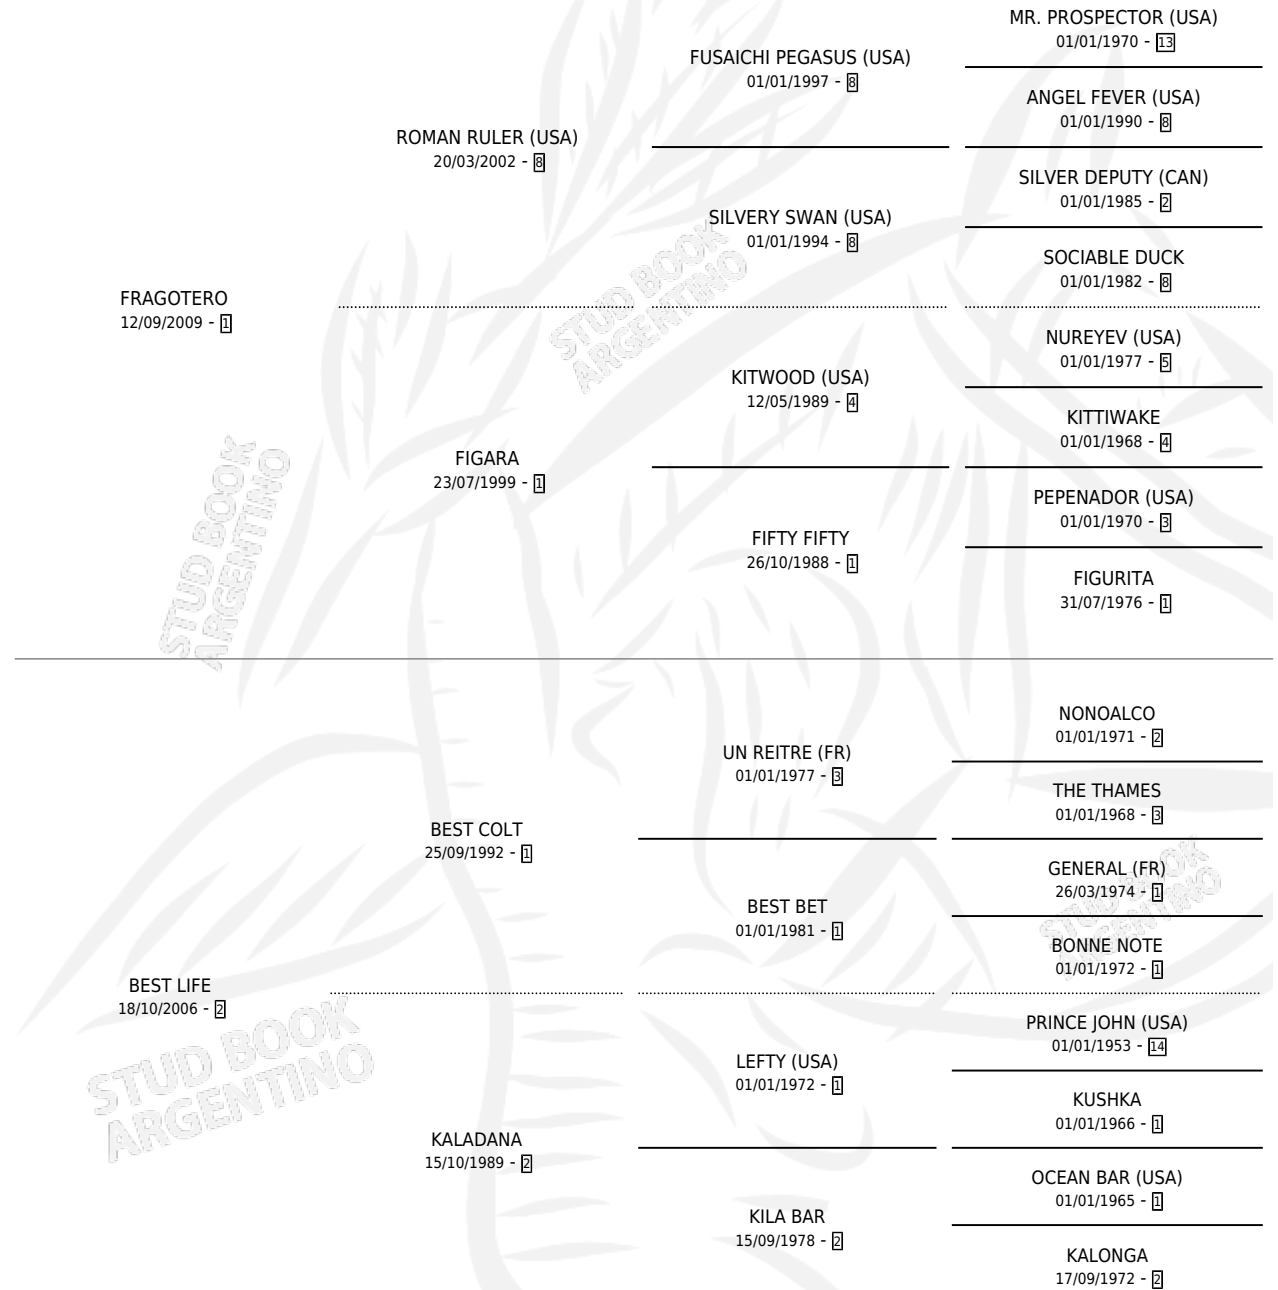 MR. PROSPECTOR (USA)
01/01/1970 - 13
FUSAICHI PEGASUS (USA)
01/01/1997 - 8
ANGEL FEVER (USA)
01/01/1990 - 8
ROMAN RULER (USA)
20/03/2002 - 8
SILVER DEPUTY (CAN)
01/01/1985 - 2
SILVERY SWAN (USA)
01/01/1994 - 8
SOCIABLE DUCK
01/01/1982 - 8
FRAGOTERO
12/09/2009 - 1
NUREYEV (USA)
01/01/1977 - 5
KITWOOD (USA)
12/05/1989 - 4
KITTIWAKE
01/01/1968 - 4
FIGARA
23/07/1999 - 1
PEPENADOR (USA)
01/01/1970 - 3
FIFTY FIFTY
26/10/1988 - 1
FIGURITA
31/07/1976 - 1
NONOALCO
01/01/1971 - 2
UN REITRE (FR)
01/01/1977 - 3
THE THAMES
01/01/1968 - 3
BEST COLT
25/09/1992 - 1
GENERAL (FR)
26/03/1974 - 1
BEST BET
01/01/1981 - 1
BONNE NOTE
01/01/1972 - 1
BEST LIFE
18/10/2006 - 2
PRINCE JOHN (USA)
01/01/1953 - 14
LEFTY (USA)
01/01/1972 - 1
KUSHKA
01/01/1966 - 1
KALADANA
15/10/1989 - 2
OCEAN BAR (USA)
01/01/1965 - 1
KILA BAR
15/09/1978 - 2
KALONGA
17/09/1972 - 2
STUD BOOK
ARGENTINO
STUD BOOK
ARGENTINO
STUD BOOK
ARGENTINO
STUD BOOK
ARGENTINO